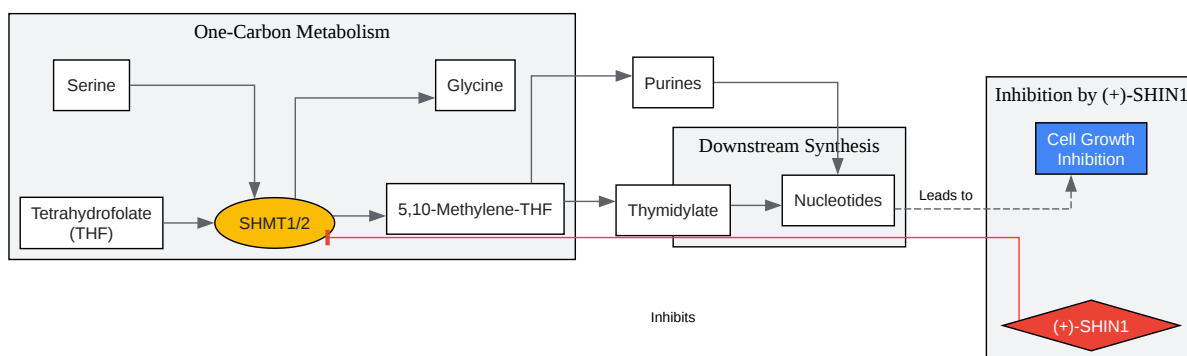 One-Carbon Metabolism
Serine
Glycine
Tetrahydrofolate
(THF)
SHMT1/2
5,10-Methylene-THF
Purines
Downstream Synthesis
Thymidylate
Nucleotides
Leads to
Inhibition by (+)-SHIN1
Cell Growth
Inhibition
Inhibits
(+)-SHIN1